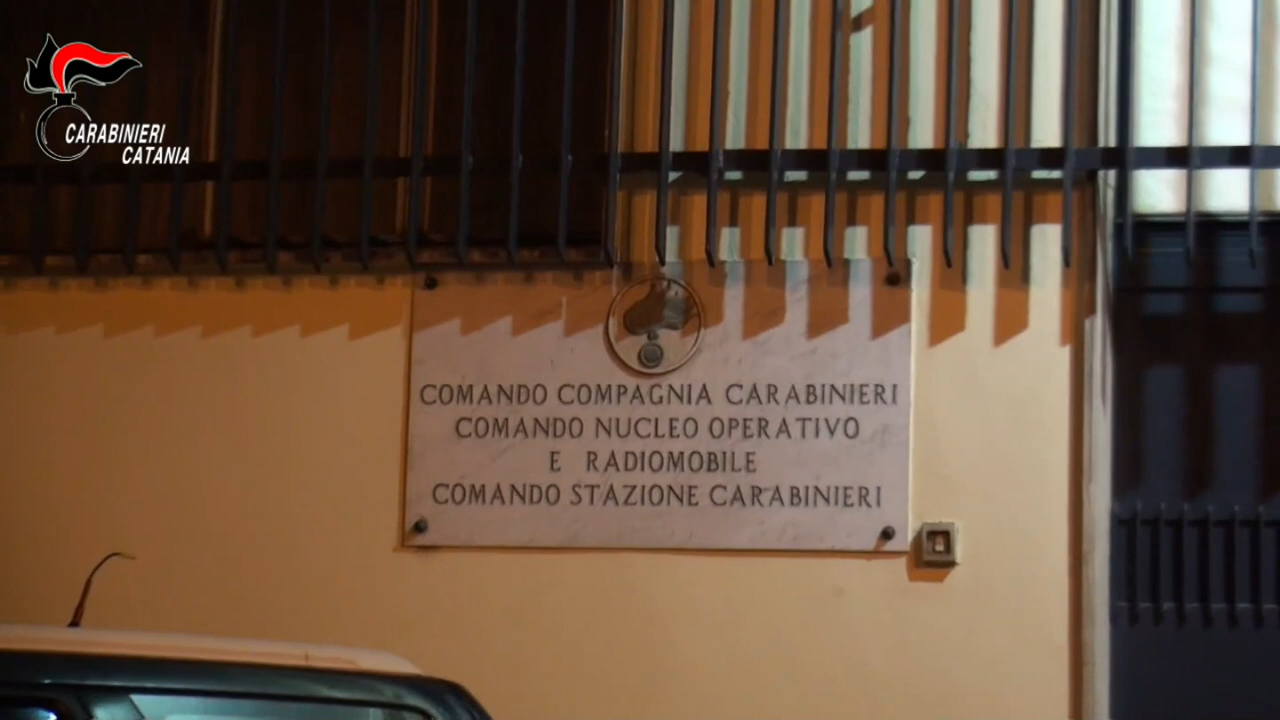 CARABINIERI
CATANIA
COMANDO COMPAGNIA CARABINIERI
COMANDO NUCLEO OPERATIVO
E RADIOMOBILE
COMANDO STAZIONE CARABINIERI